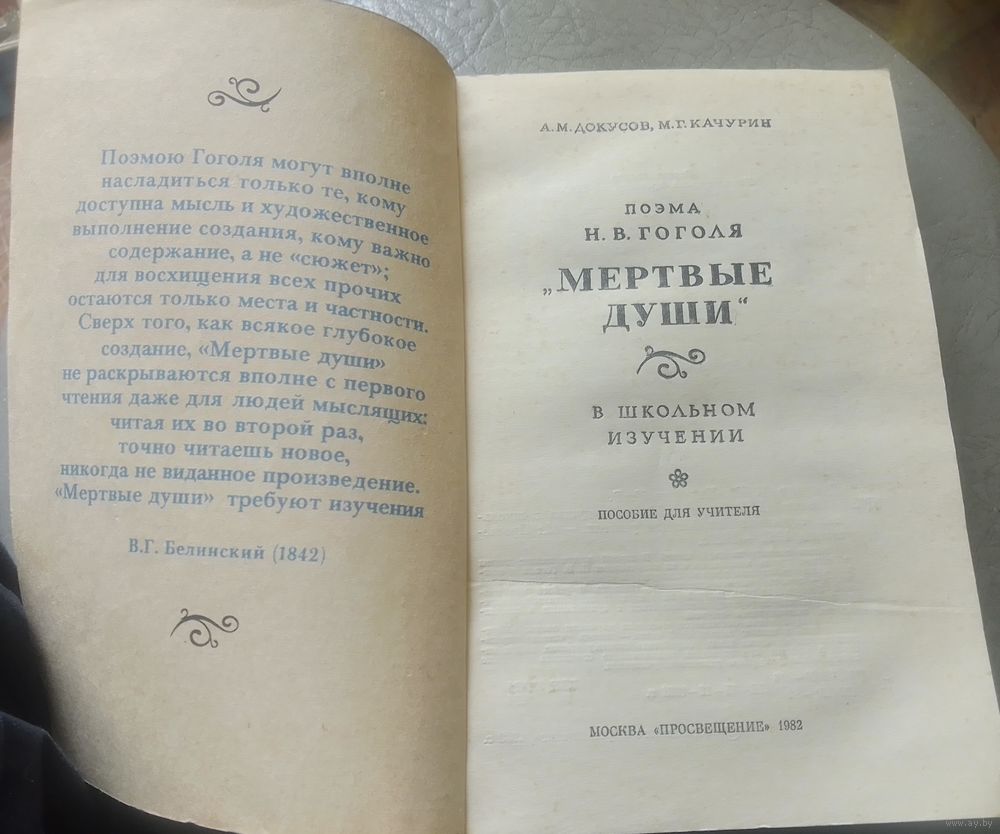 Поэмою Гоголя могут вполне
насладиться только те, кому
доступна мысль и художественное
выполнение создания, кому важно
содержание, а не «сюжет»;
для восхищения всех прочих
остаются только места и частности.
Сверх того, как всякое глубокое
создание, «Мертвые души»
не раскрываются вполне с первого
чтения даже для людей мыслящих:
читая их во второй раз,
точно читаешь новое,
никогда не виданное произведение.
«Мертвые души» требуют изучения
В.Г. Белинский (1842)
А.М.ДОКУСОВ, М.Г.КАЧУРИН
ПОЭМА
Н. В. ГОГОЛЯ
„МЕРТВЫЕ
ДУШИ“
В ШКОЛЬНОМ
ИЗУЧЕНИИ
ПОСОБИЕ ДЛЯ УЧИТЕЛЯ
МОСКВА «ПРОСВЕЩЕНИЕ» 1982
www.ay.by